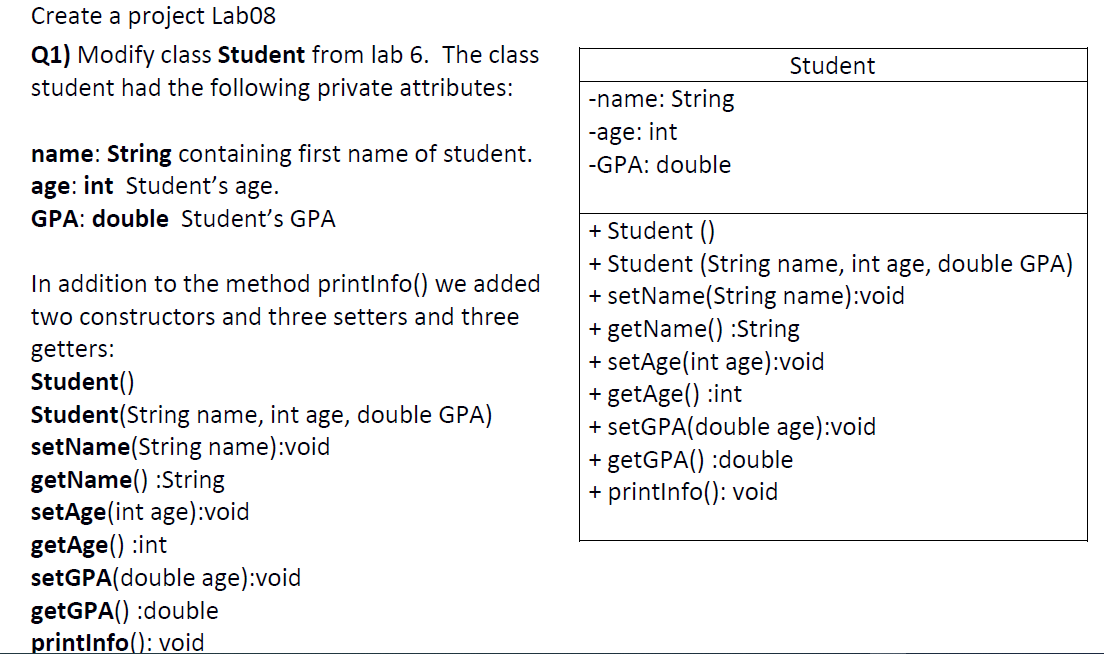 Create a project Lab08
Q1) Modify class Student from lab 6.  The class
student had the following private attributes:
name: String containing first name of student.
age: int  Student’s age.
GPA: double  Student’s GPA
In addition to the method printInfo() we added
two constructors and three setters and three
getters:
Student()
Student(String name, int age, double GPA)
setName(String name):void
getName() :String
setAge(int age):void
getAge() :int
setGPA(double age):void
getGPA() :double
printInfo(): void
Student
-name: String
-age: int
-GPA: double
+ Student ()
+ Student (String name, int age, double GPA)
+ setName(String name):void
+ getName() :String
+ setAge(int age):void
+ getAge() :int
+ setGPA(double age):void
+ getGPA() :double
+ printInfo(): void